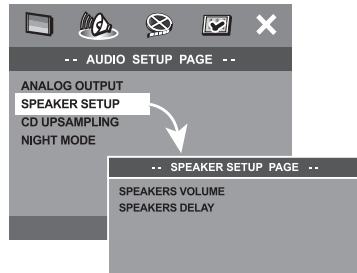 -- AUDIO SETUP PAGE --
ANALOG OUTPUT
SPEAKER SETUP
CD UPSAMPLING
NIGHT MODE
-- SPEAKER SETUP PAGE --
SPEAKERS VOLUME
SPEAKERS DELAY